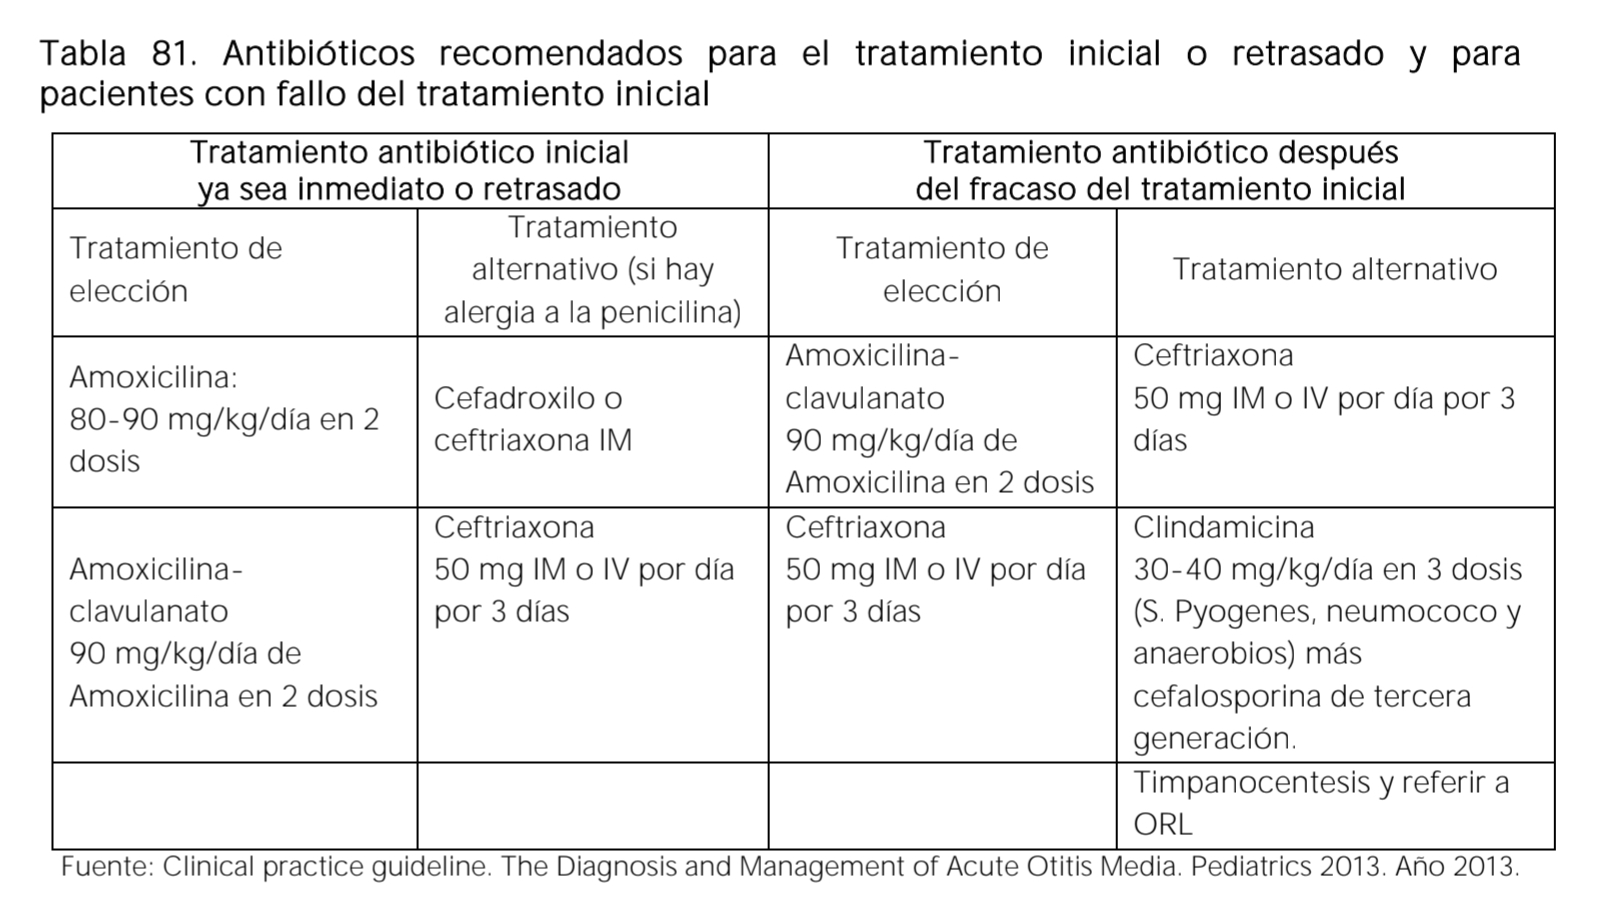 Tabla 81. Antibióticos recomendados para el tratamiento inicial o retrasado y para
pacientes con fallo del tratamiento inicial
Tratamiento antibiótico inicial
ya sea inmediato o retrasado
Tratamiento antibiótico después
del fracaso del tratamiento inicial
Tratamiento de
elección
Tratamiento
alternativo (si hay
alergia a la penicilina)
Tratamiento de
elección
Tratamiento alternativo
Amoxicilina:
80-90 mg/kg/día en 2
dosis
Cefadroxilo o
ceftriaxona IM
Amoxicilina-
clavulanato
90 mg/kg/día de
Amoxicilina en 2 dosis
Ceftriaxona
50 mg IM o IV por día por 3
días
Amoxicilina-
clavulanato
90 mg/kg/día de
Amoxicilina en 2 dosis
Ceftriaxona
50 mg IM o IV por día
por 3 días
Ceftriaxona
50 mg IM o IV por día
por 3 días
Clindamicina
30-40 mg/kg/día en 3 dosis
(S. Pyogenes, neumococo y
anaerobios) más
cefalosporina de tercera
generación.
Timpanocentesis y referir a
ORL
Fuente: Clinical practice guideline. The Diagnosis and Management of Acute Otitis Media. Pediatrics 2013. Año 2013.